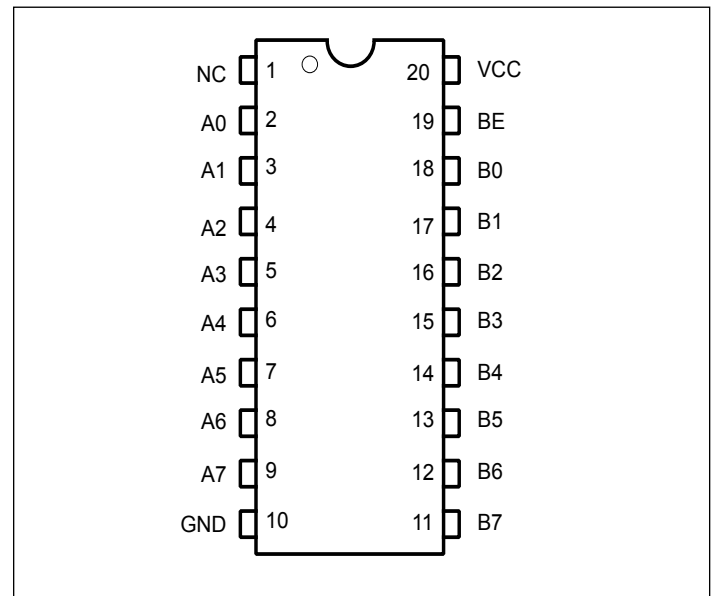 NC 1 20 VCC
A0 2 19 BE
A1 3 18 B0
A2 4 17 B1
A3 5 16 B2
A4 6 15 B3
A5 7 14 B4
A6 8 13 B5
A7 9 12 B6
GND 10 11 B7